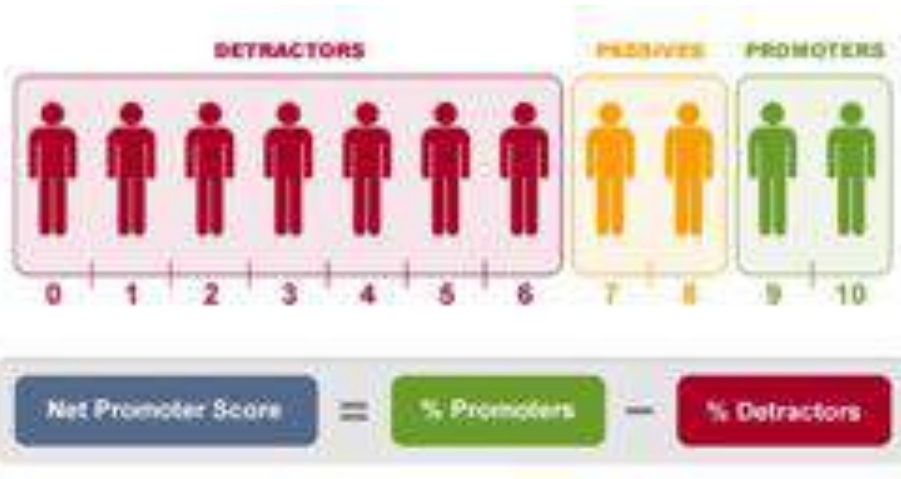 DETRACTORS PASSIVES PROMOTERS
0 1 2 3 4 5 6 7 8 9 10
Net Promoter Score = % Promoters − % Detractors